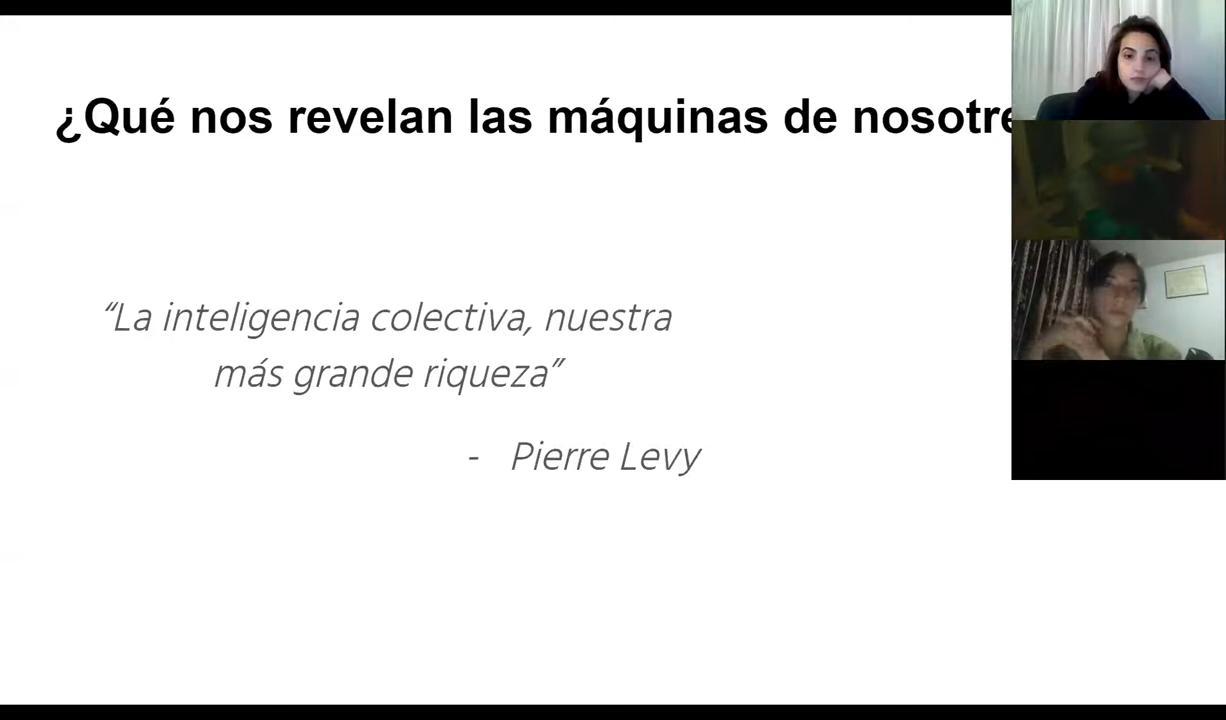 ¿Qué nos revelan las máquinas de nosotre
“La inteligencia colectiva, nuestra
más grande riqueza”
- Pierre Levy